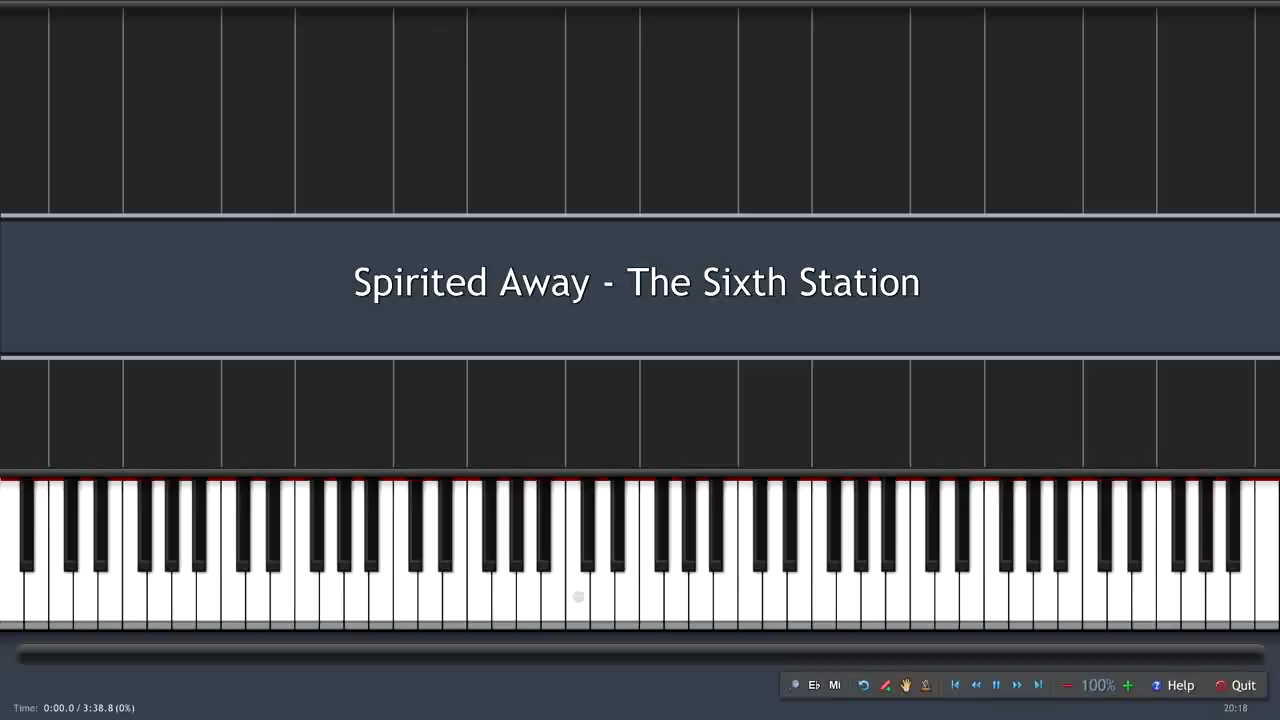 Spirited Away - The Sixth Station
E♭ Mi 100% Help Quit
Time: 0:00.0 / 3:38.8 (0%)
20:18